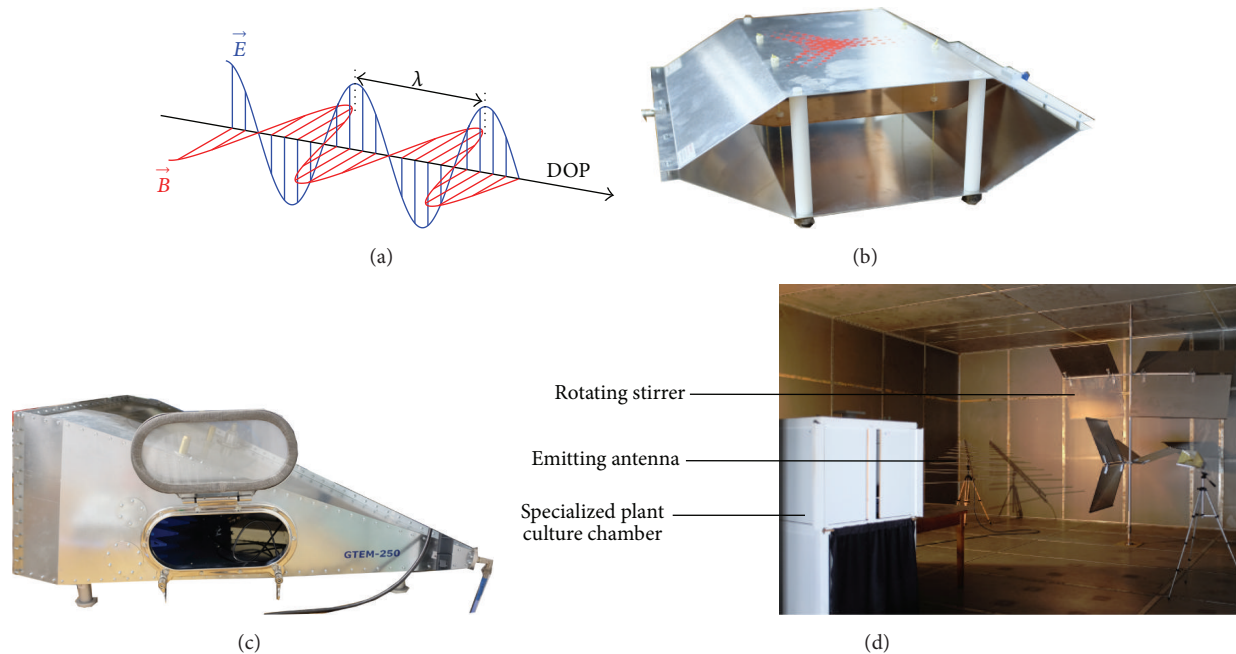 E
λ
B
DOP
(a)
(b)
Rotating stirrer
Emitting antenna
Specialized plant
culture chamber
GTEM-250
(c)
(d)